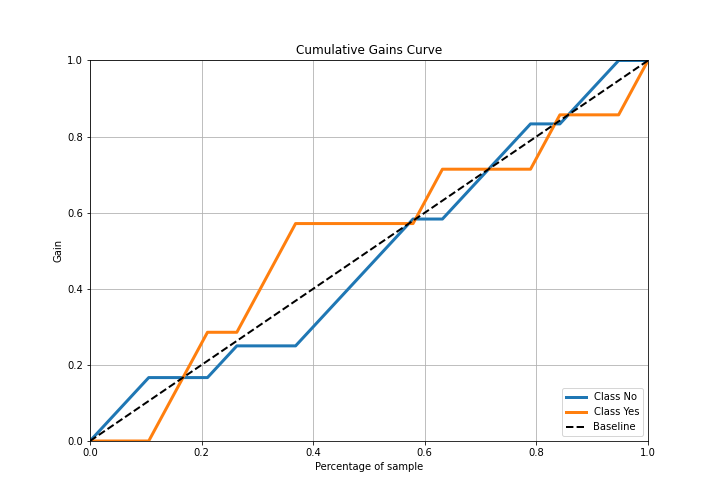 Cumulative Gains Curve
1.0
0.8
0.6
0.4
0.2
0.0
Gain
0.0 0.2 0.4 0.6 0.8 1.0
Percentage of sample
Class No
Class Yes
Baseline